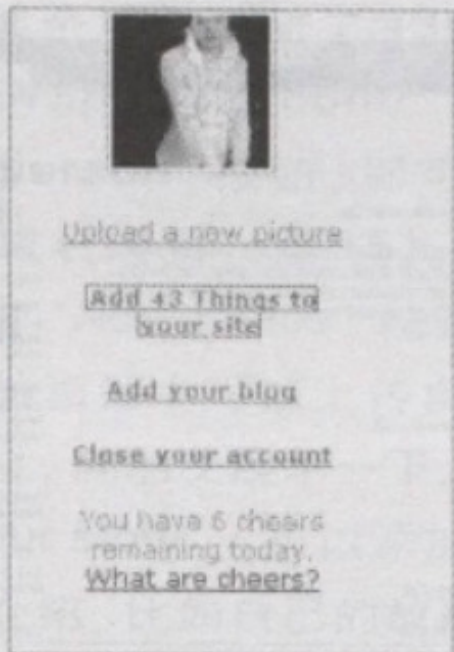 Upload a new picture
Add 43 Things to
your site
Add your blog
Close your account
You have 6 cheers
remaining today.
What are cheers?